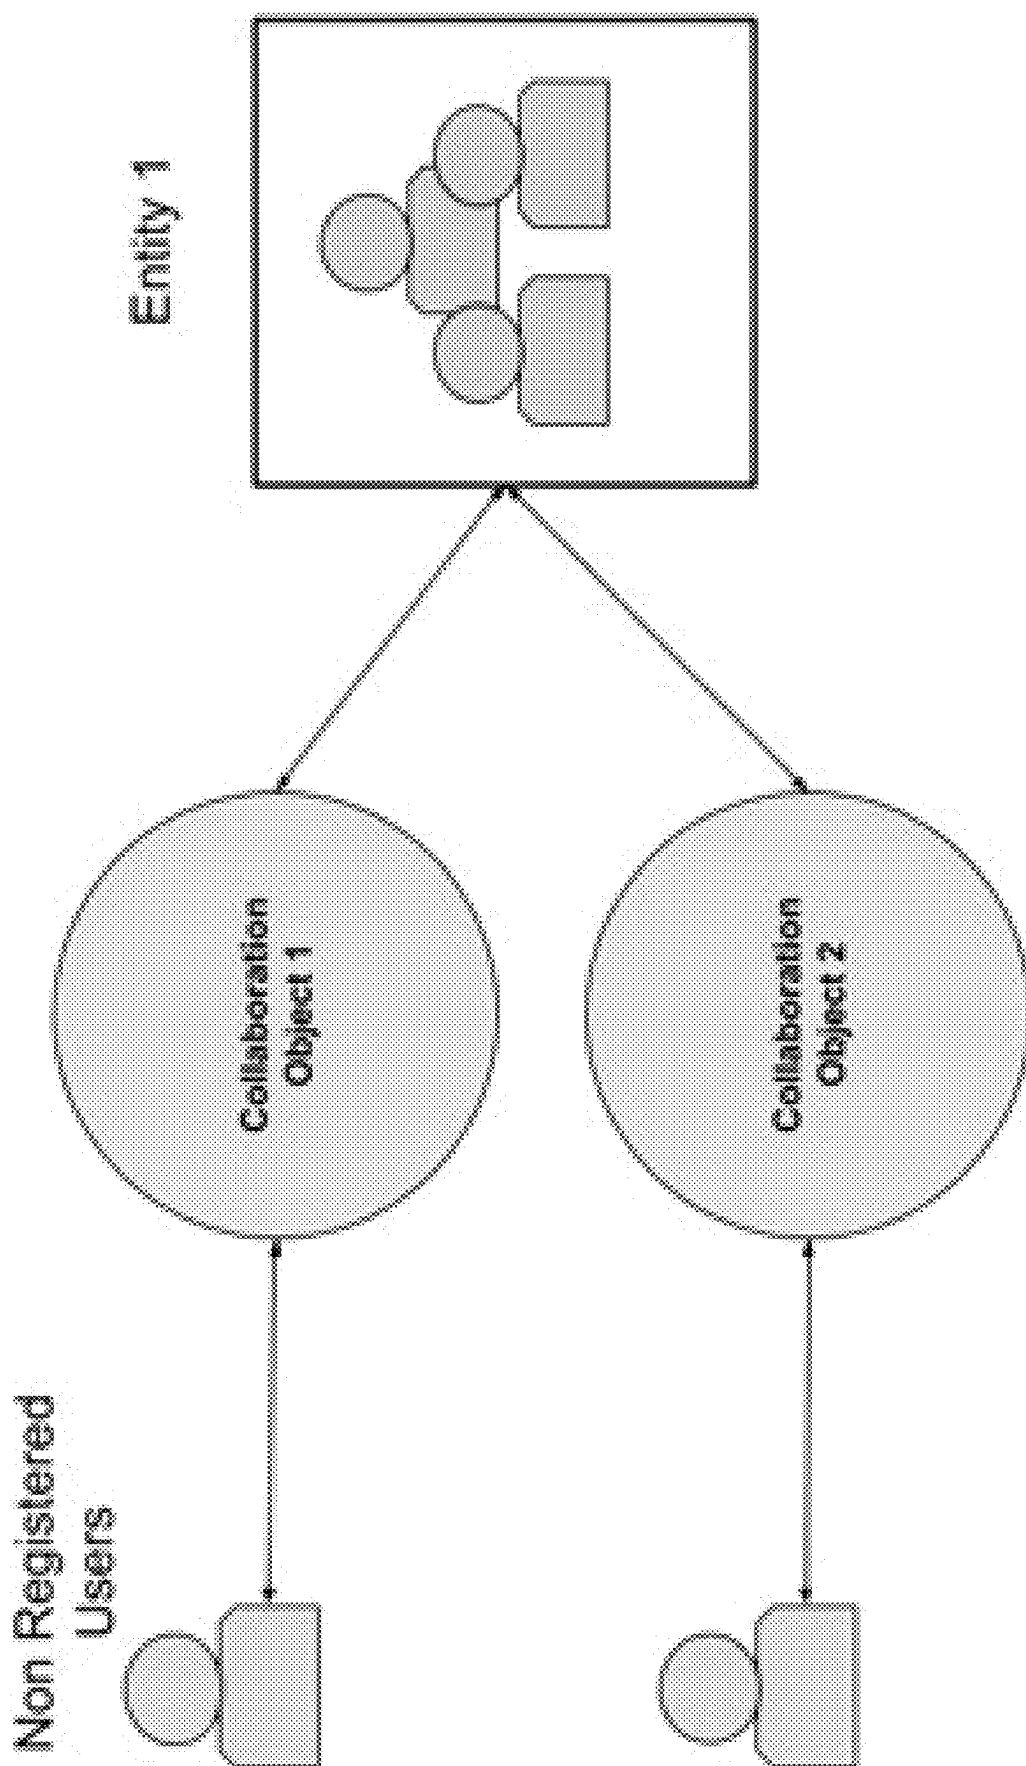 Non Registered
Users
Collaboration
Object 1
Collaboration
Object 2
Entity 1